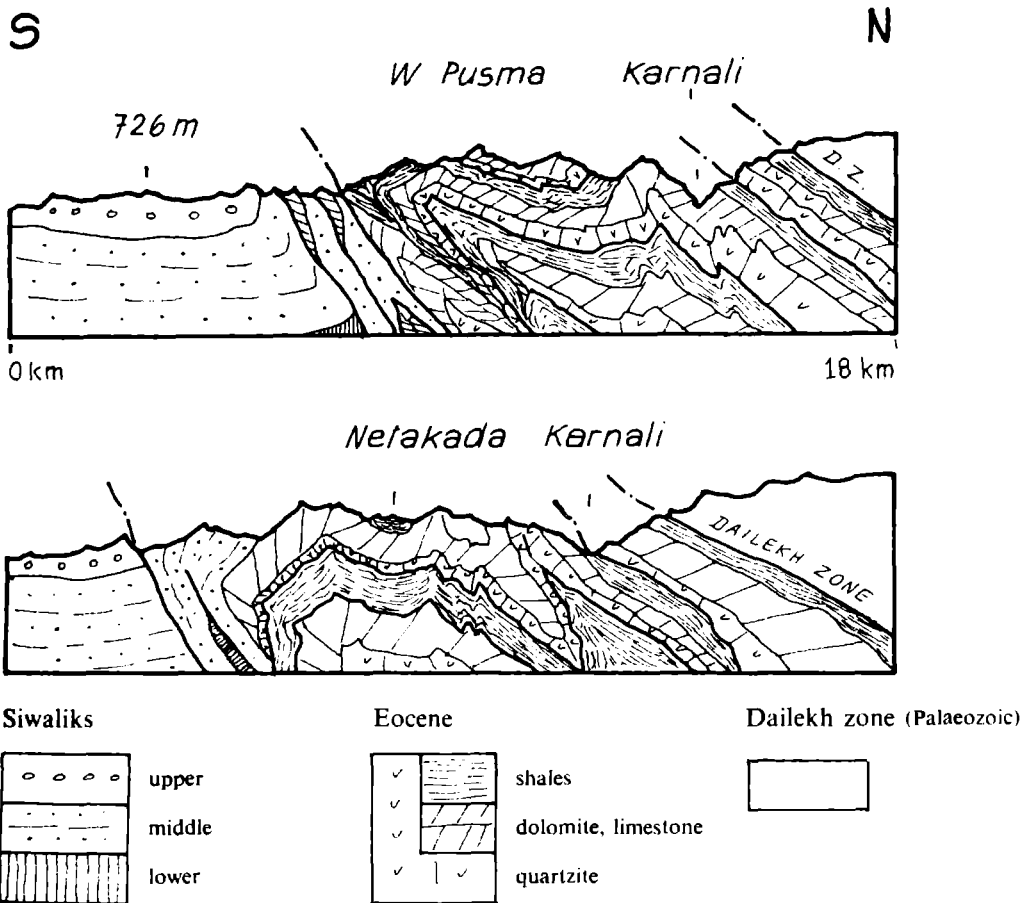 S N
W Pusma Karnali
726 m
D.Z.
0 km 18 km
Netakada Karnali
DAILEKH ZONE
Siwaliks Eocene Dailekh zone (Palaeozoic)
upper shales
middle dolomite, limestone
lower quartzite